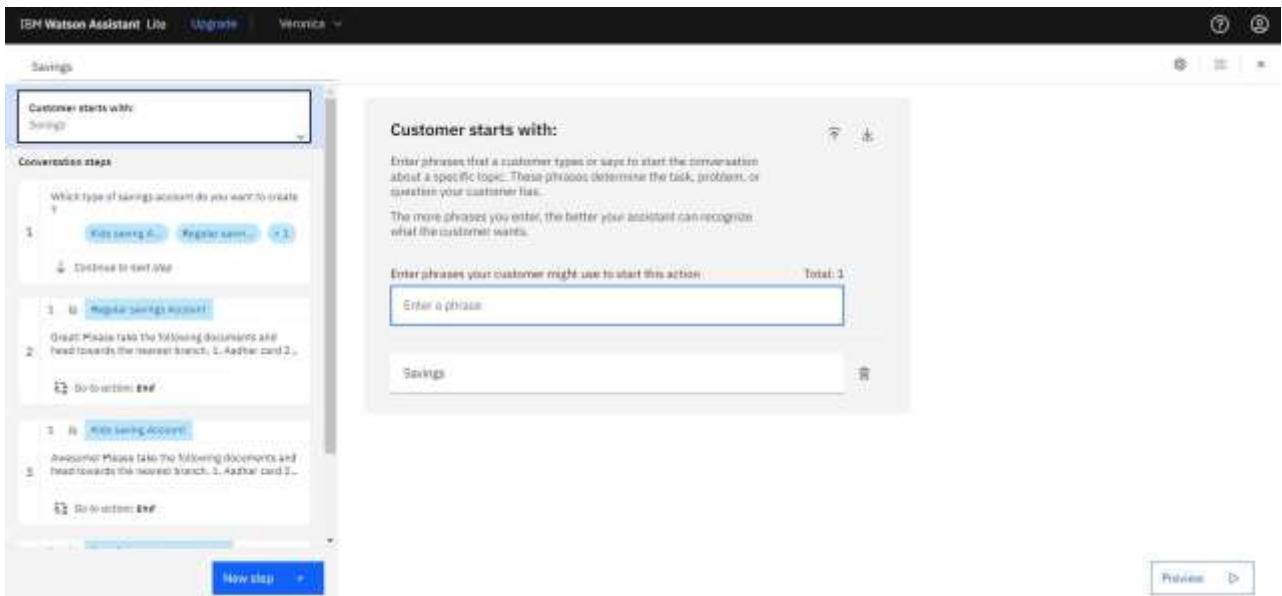 IBM Watson Assistant Lite Upgrade Veronica
Savings
Customer starts with:
Savings
Conversation steps
Which type of savings account do you want to create
?
1
Kids saving A... Regular savin... + 1
Continue to next step
1 is Regular savings Account
2
Great! Please take the following documents and
head towards the nearest branch. 1. Aadhar card 2...
Go to action: End
1 is Kids saving Account
3
Awesome! Please take the following documents and
head towards the nearest branch. 1. Aadhar card 2...
Go to action: End
New step +
Customer starts with:
Enter phrases that a customer types or says to start the conversation
about a specific topic. These phrases determine the task, problem, or
question your customer has.
The more phrases you enter, the better your assistant can recognize
what the customer wants.
Enter phrases your customer might use to start this action Total: 1
Enter a phrase
Savings
Preview